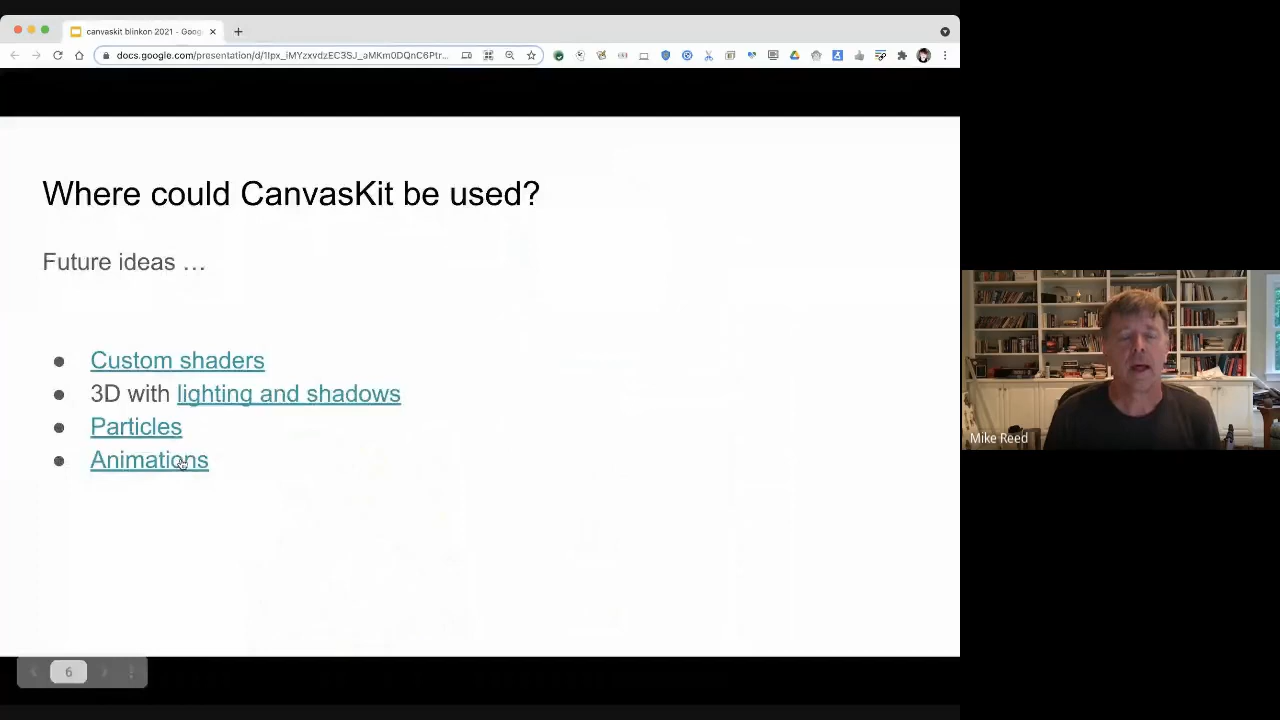 canvaskit blinkon 2021 - Goog
docs.google.com/presentation/d/1lpx_iMYzxvdzEC3SJ_aMKm0DQnC6Ptr...
Where could CanvasKit be used?
Future ideas …
● Custom shaders
● 3D with lighting and shadows
● Particles
● Animations
Mike Reed
6